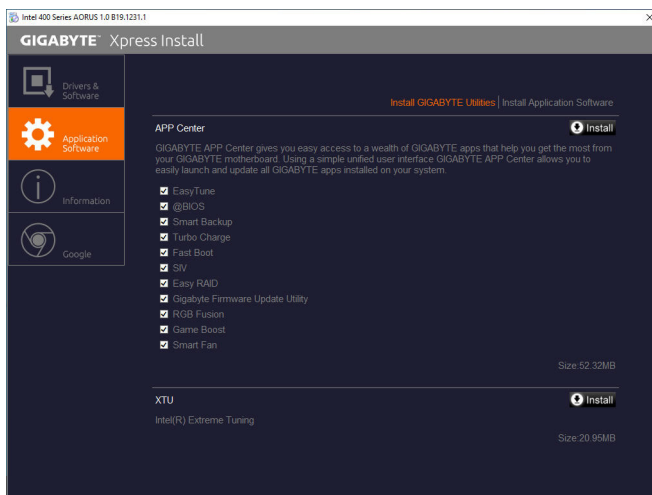 Intel 400 Series AORUS 1.0 B19.1231.1
GIGABYTE™ Xpress Install
Drivers &
Software
Application
Software
Information
Google
Install GIGABYTE Utilities | Install Application Software
APP Center
Install
GIGABYTE APP Center gives you easy access to a wealth of GIGABYTE apps that help you get the most from
your GIGABYTE motherboard. Using a simple unified user interface GIGABYTE APP Center allows you to
easily launch and update all GIGABYTE apps installed on your system.
EasyTune
@BIOS
Smart Backup
Turbo Charge
Fast Boot
SIV
Easy RAID
Gigabyte Firmware Update Utility
RGB Fusion
Game Boost
Smart Fan
Size:52.32MB
XTU
Install
Intel(R) Extreme Tuning
Size:20.95MB